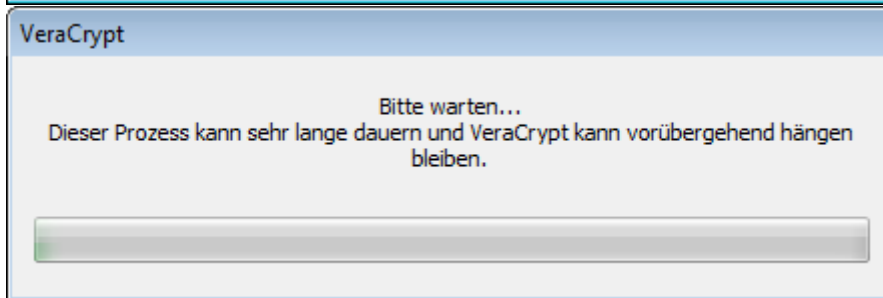 VeraCrypt
Bitte warten...
Dieser Prozess kann sehr lange dauern und VeraCrypt kann vorübergehend hängen
bleiben.